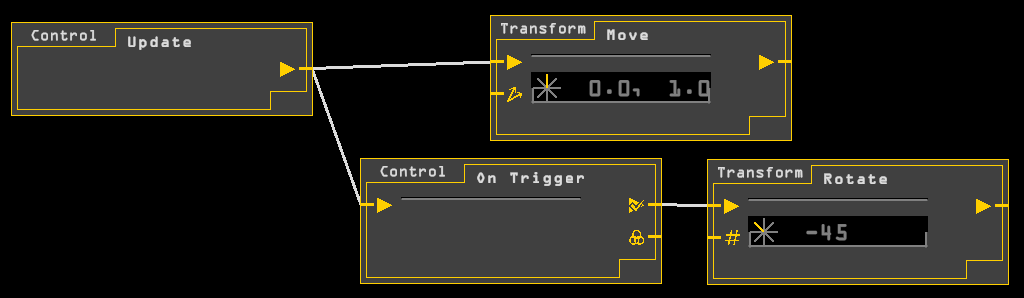 Control Update
Transform Move
0.0, 1.0
Control On Trigger
Transform Rotate
# -45